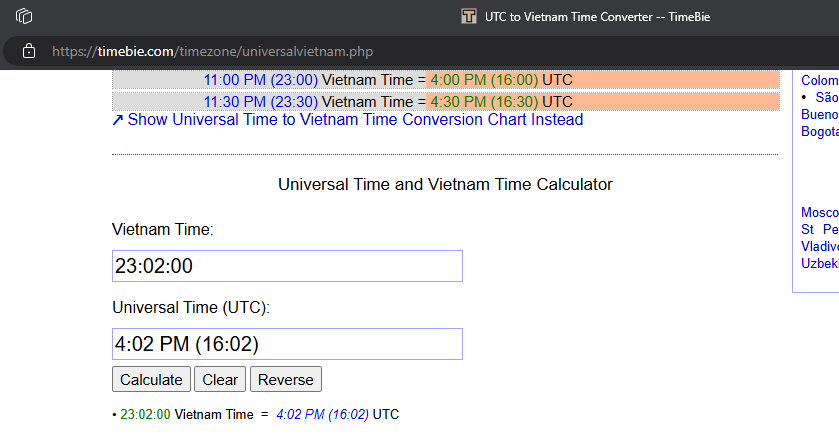 UTC to Vietnam Time Converter -- TimeBie
https://timebie.com/timezone/universalvietnam.php
11:00 PM (23:00) Vietnam Time = 4:00 PM (16:00) UTC
11:30 PM (23:30) Vietnam Time = 4:30 PM (16:30) UTC
↗ Show Universal Time to Vietnam Time Conversion Chart Instead
Universal Time and Vietnam Time Calculator
Vietnam Time:
23:02:00
Universal Time (UTC):
4:02 PM (16:02)
Calculate Clear Reverse
• 23:02:00 Vietnam Time = 4:02 PM (16:02) UTC
Colom
• São
Bueno
Bogota
Mosco
St Pe
Vladiv
Uzbeki